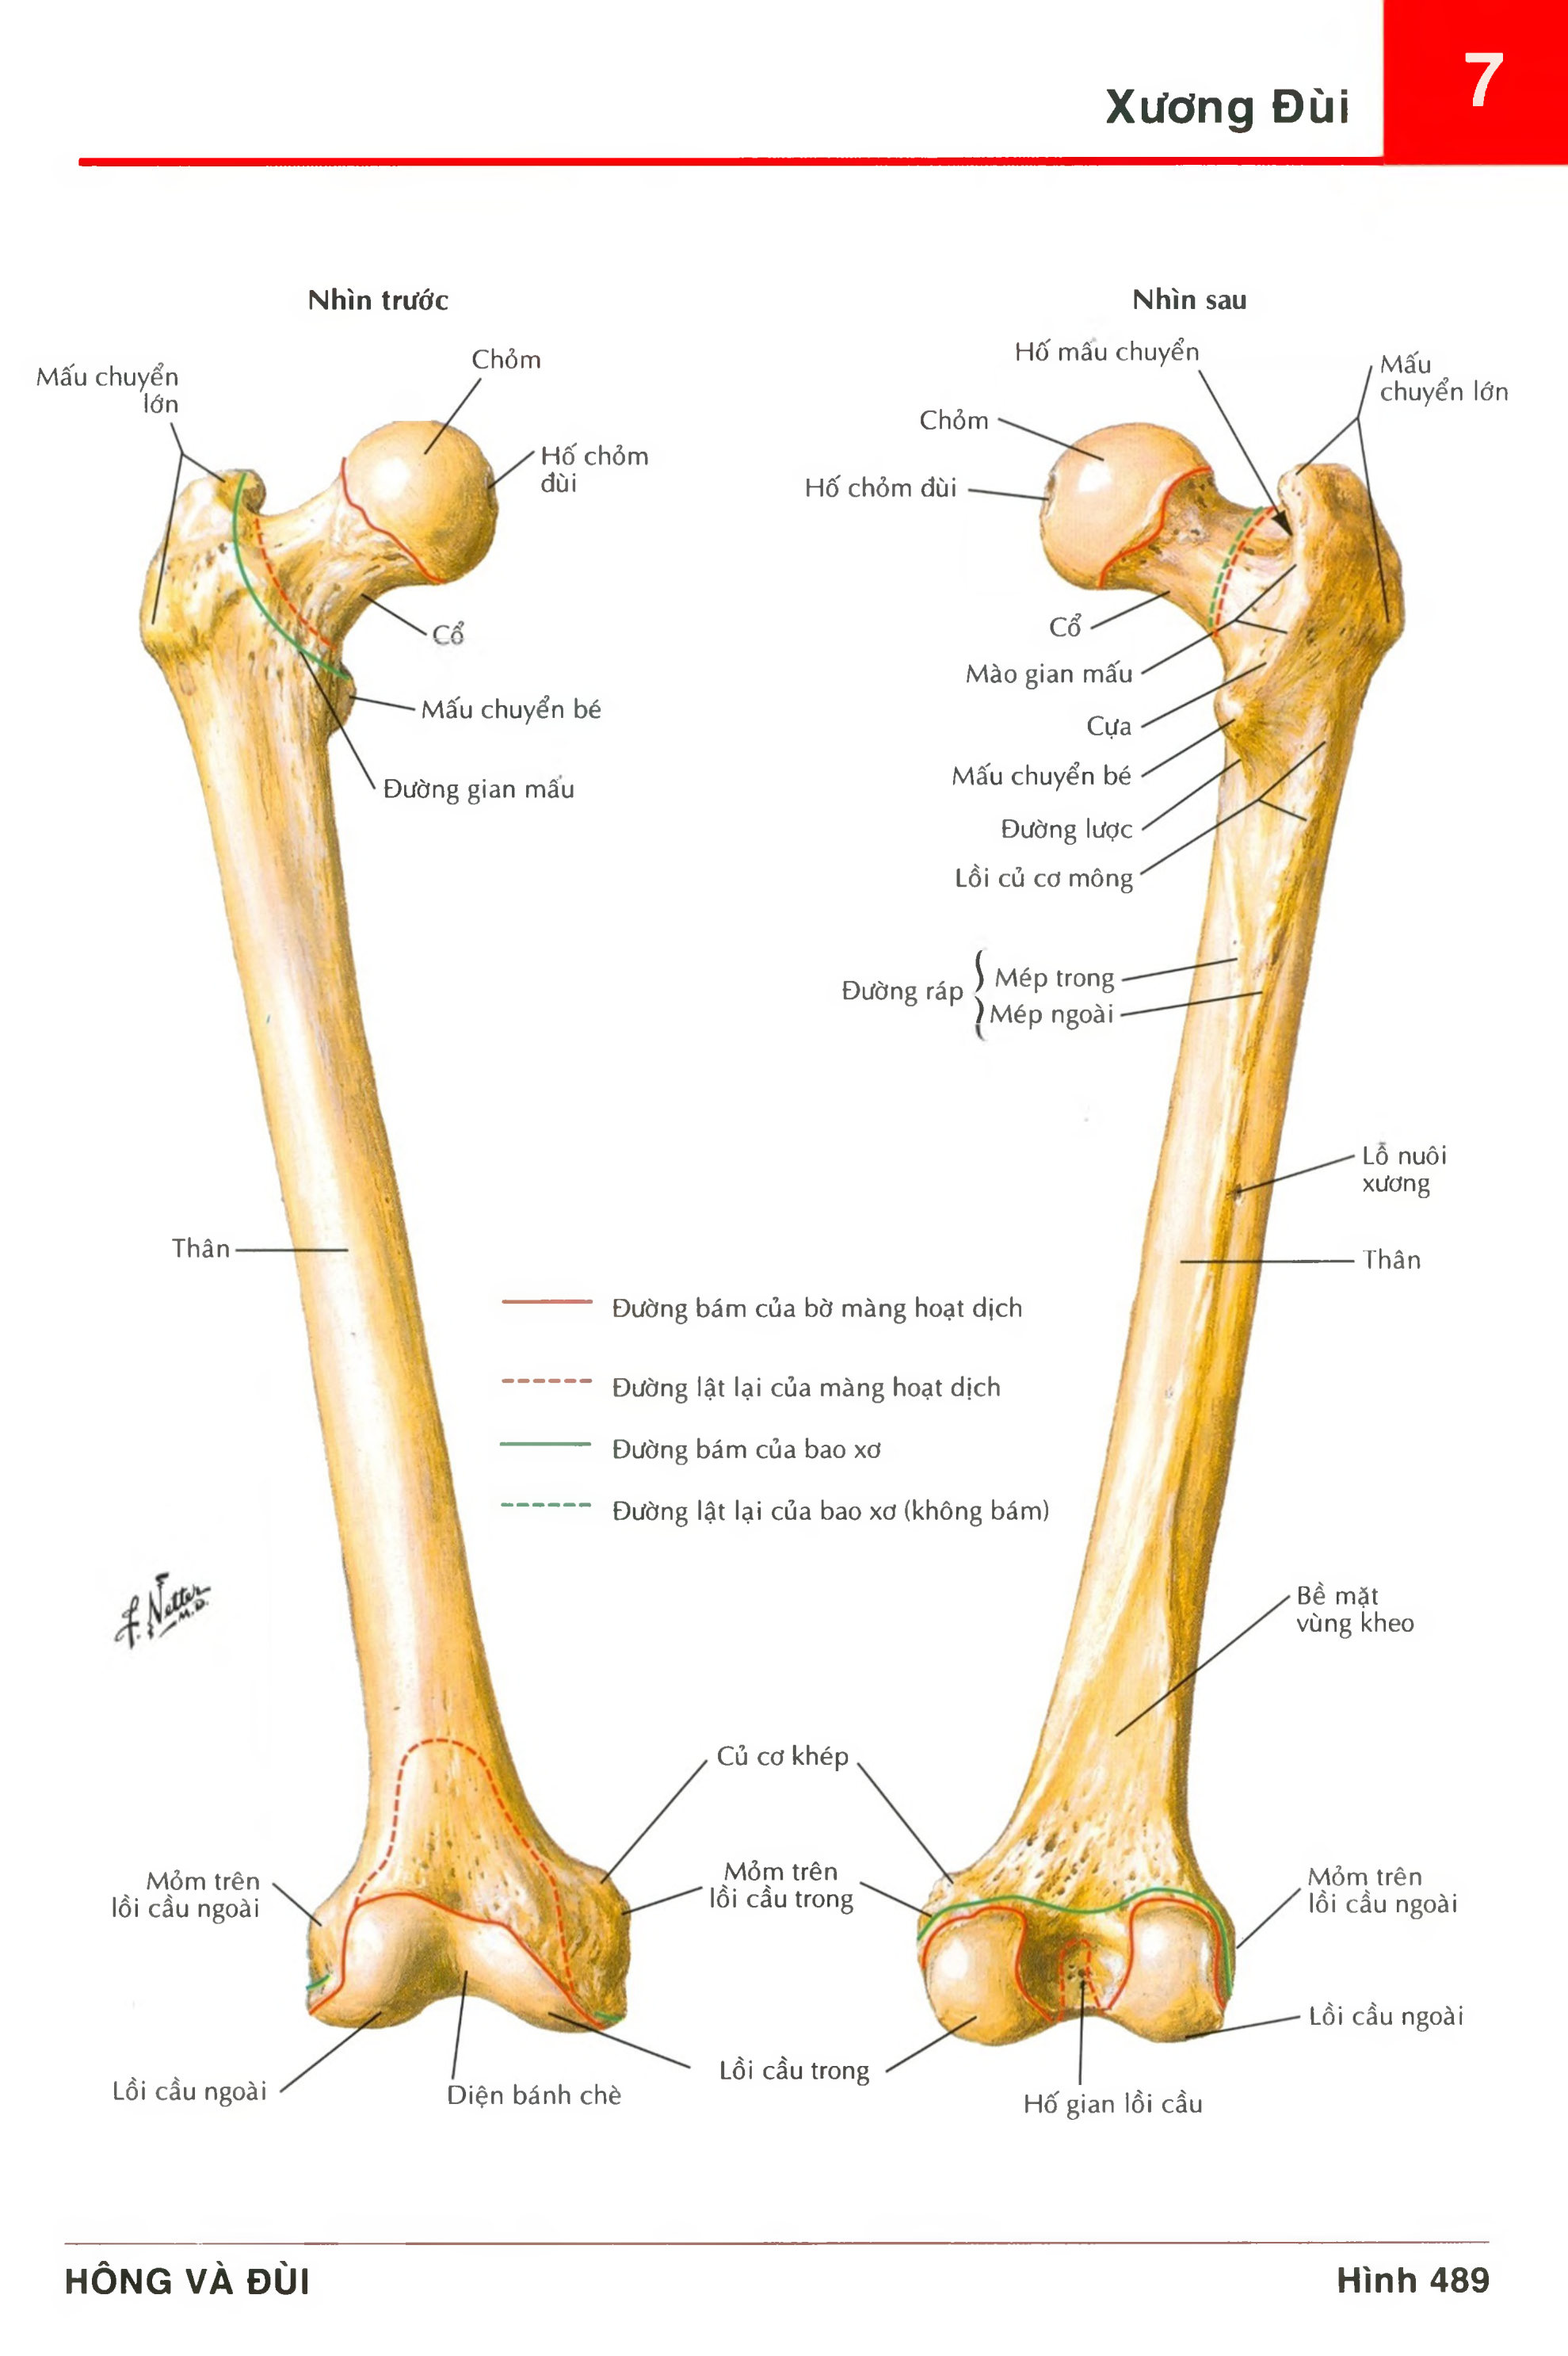 7
Xương Đùi
Nhìn trước
Nhìn sau
Mấu chuyển
lớn
Chỏm
Hố chỏm
đùi
Cổ
Mấu chuyển bé
Đường gian mấu
Thân
Hố mấu chuyển
Mấu
chuyển lớn
Chỏm
Hố chỏm đùi
Cổ
Mào gian mấu
Cựa
Mấu chuyển bé
Đường lược
Lồi củ cơ mông
Đường ráp
Mép trong
Mép ngoài
Lỗ nuôi
xương
Thân
Đường bám của bờ màng hoạt dịch
Đường lật lại của màng hoạt dịch
Đường bám của bao xơ
Đường lật lại của bao xơ (không bám)
F. Netter
M.D.
Bề mặt
vùng kheo
Củ cơ khép
Mỏm trên
lồi cầu ngoài
Mỏm trên
lồi cầu trong
Mỏm trên
lồi cầu ngoài
Lồi cầu ngoài
Diện bánh chè
Lồi cầu trong
Hố gian lồi cầu
Lồi cầu ngoài
HÔNG VÀ ĐÙI
Hình 489